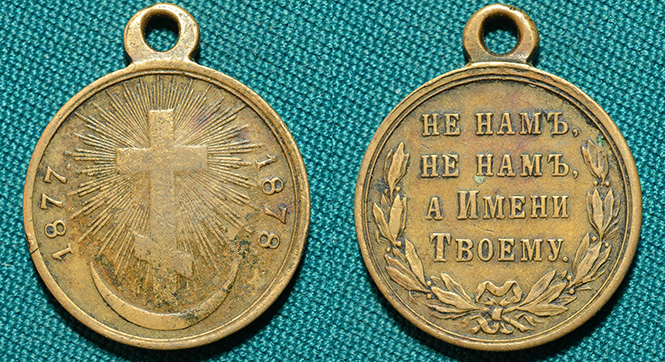 1877
1878
НЕ НАМЪ,
НЕ НАМЪ,
А ИМЕНИ
ТВОЕМУ.